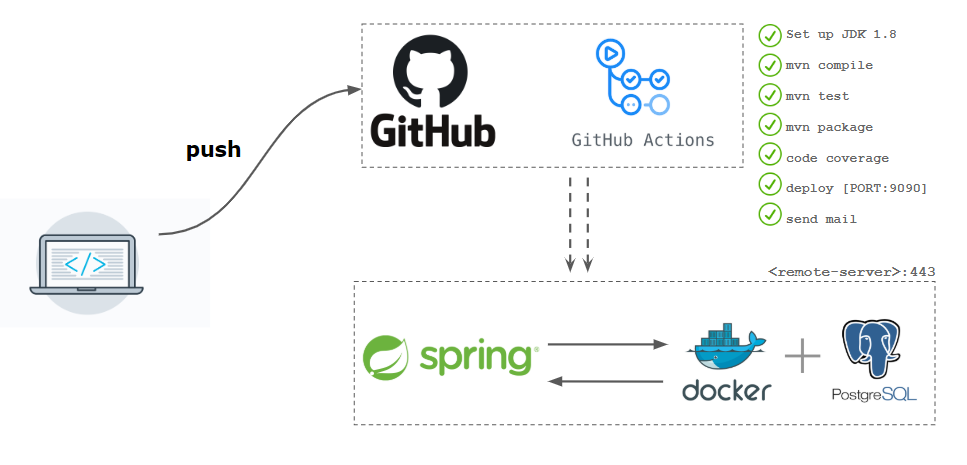 push
GitHub
GitHub Actions
Set up JDK 1.8
mvn compile
mvn test
mvn package
code coverage
deploy [PORT:9090]
send mail
<remote-server>:443
</>
spring
docker
PostgreSQL